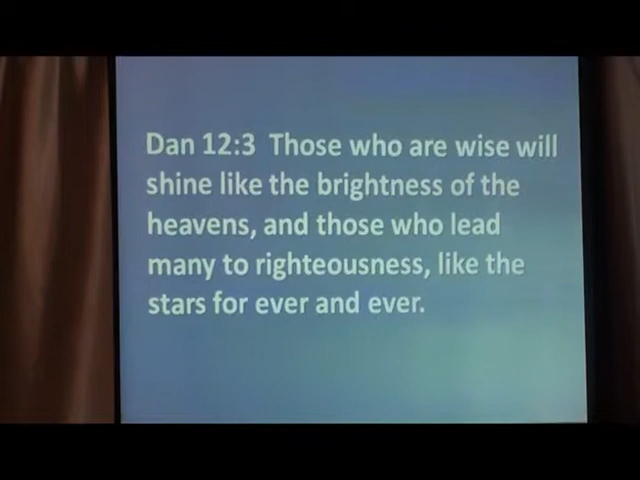 Dan 12:3  Those who are wise will
shine like the brightness of the
heavens, and those who lead
many to righteousness, like the
stars for ever and ever.